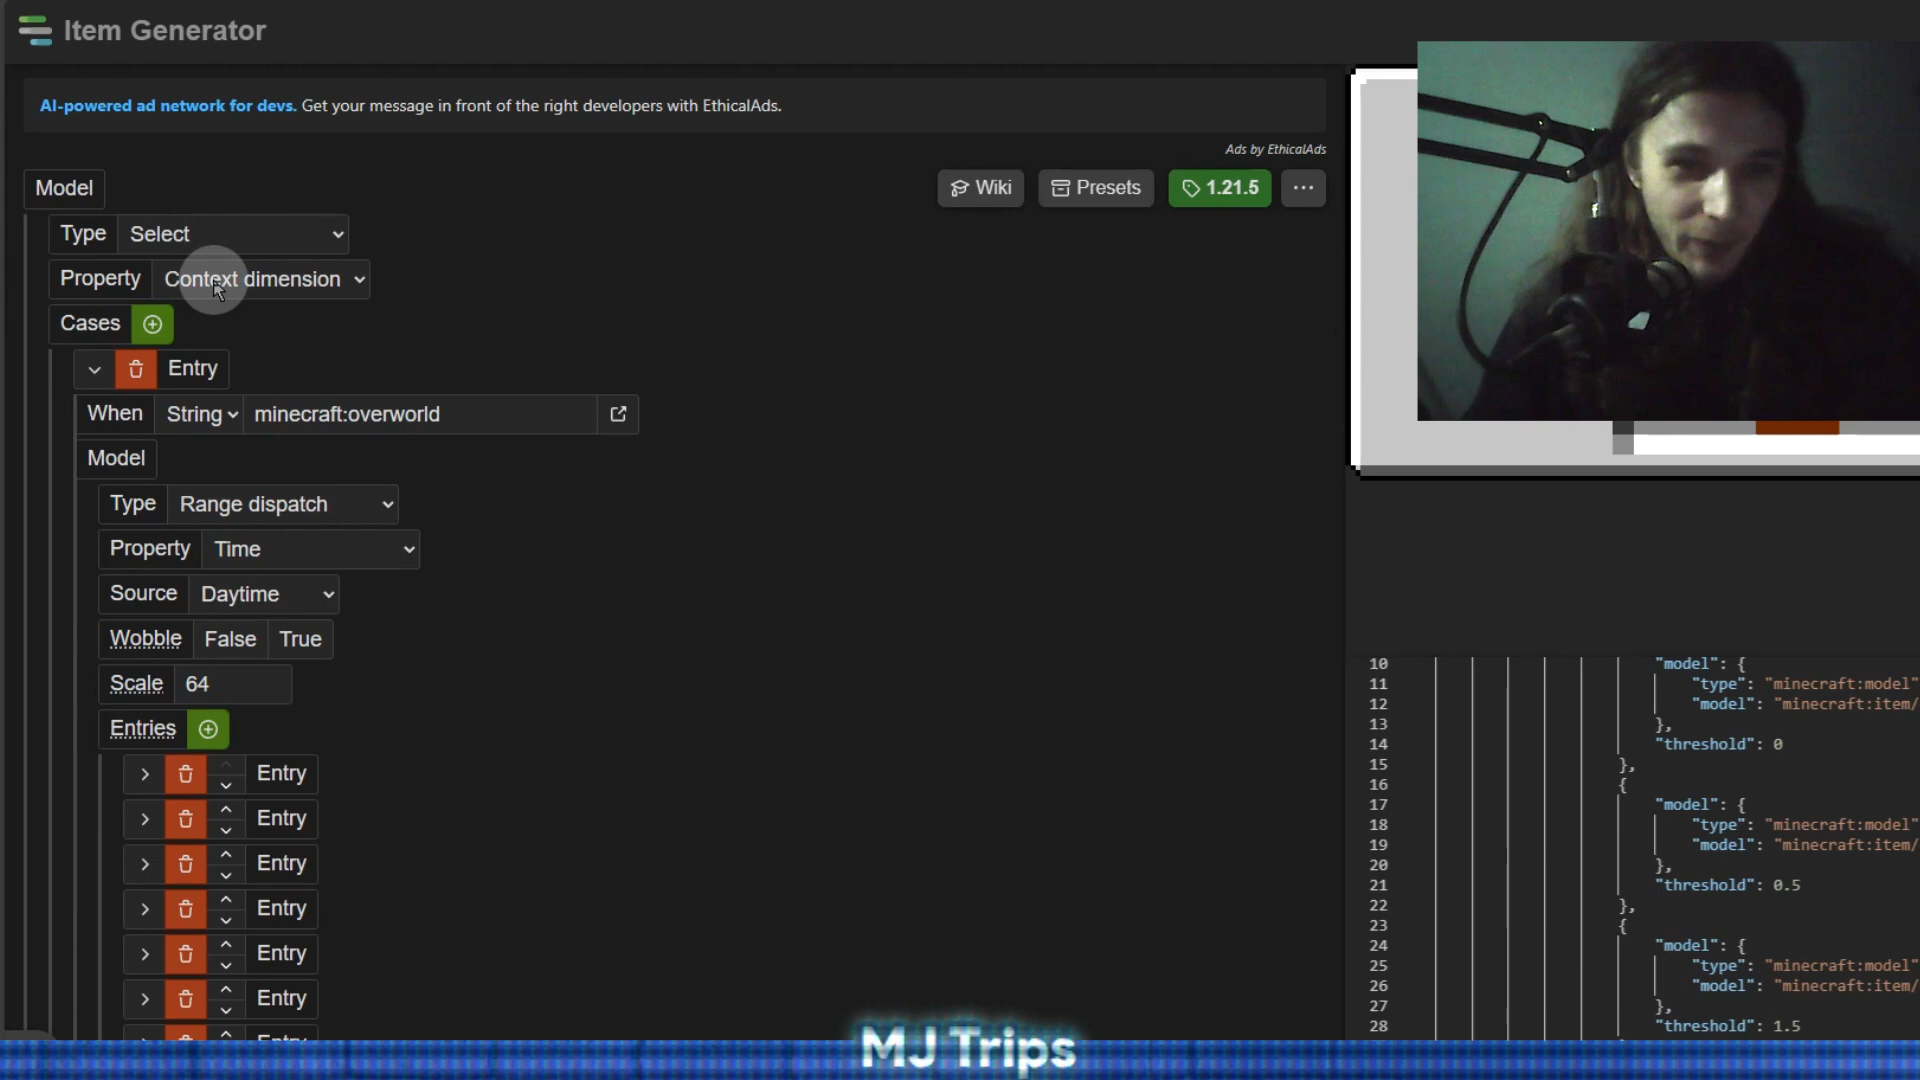 Item Generator
AI-powered ad network for devs. Get your message in front of the right developers with EthicalAds.
Ads by EthicalAds
Model
Wiki
Presets
1.21.5
Type Select
Property Context dimension
Cases
Entry
When String minecraft:overworld
Model
Type Range dispatch
Property Time
Source Daytime
Wobble False True
Scale 64
Entries
Entry
Entry
Entry
Entry
Entry
Entry
10 "model": {
11 "type": "minecraft:model"
12 "model": "minecraft:item/
13 },
14 "threshold": 0
15 },
16 {
17 "model": {
18 "type": "minecraft:model"
19 "model": "minecraft:item/
20 },
21 "threshold": 0.5
22 },
23 {
24 "model": {
25 "type": "minecraft:model"
26 "model": "minecraft:item/
27 },
28 "threshold": 1.5
MJ Trips